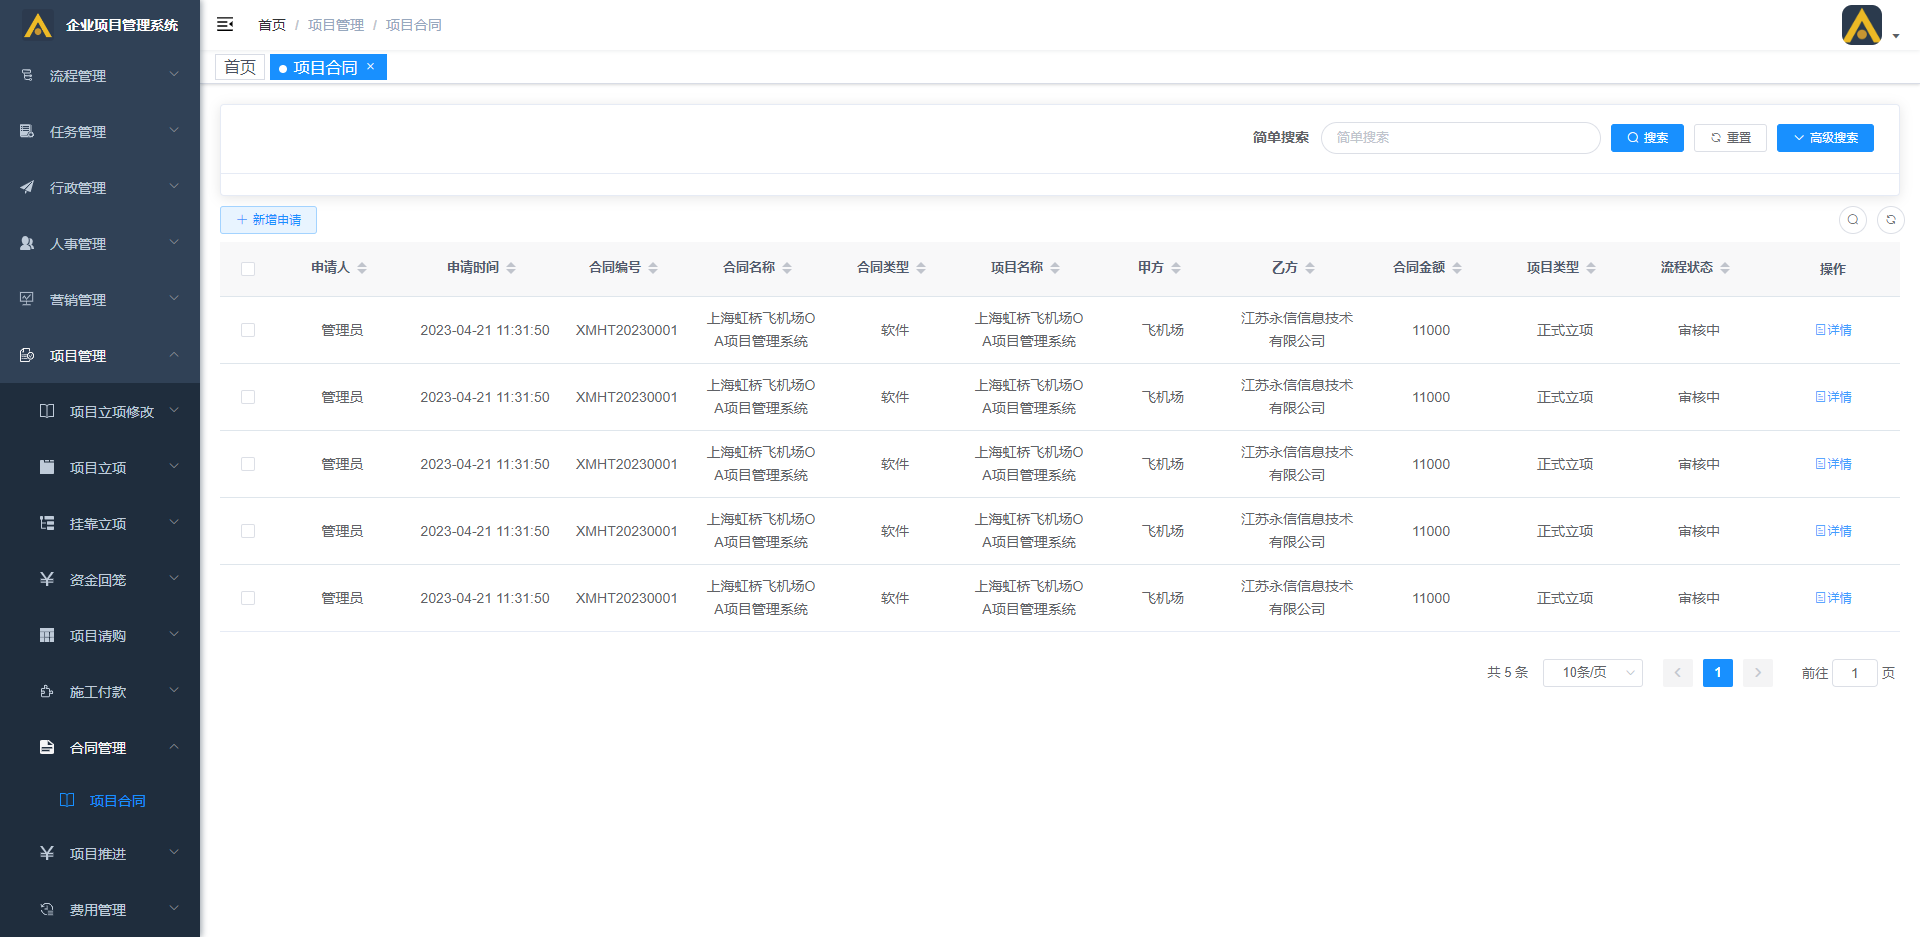 企业项目管理系统
首页 / 项目管理 / 项目合同
首页
项目合同 ×
流程管理
任务管理
行政管理
人事管理
营销管理
项目管理
项目立项修改
项目立项
挂靠立项
资金回笼
项目请购
施工付款
合同管理
项目合同
项目推进
费用管理
简单搜索 简单搜索 搜索 重置 高级搜索
+ 新增申请
申请人 申请时间 合同编号 合同名称 合同类型 项目名称 甲方 乙方 合同金额 项目类型 流程状态 操作
管理员 2023-04-21 11:31:50 XMHT20230001 上海虹桥飞机场O
A项目管理系统 软件 上海虹桥飞机场O
A项目管理系统 飞机场 江苏永信信息技术
有限公司 11000 正式立项 审核中 详情
管理员 2023-04-21 11:31:50 XMHT20230001 上海虹桥飞机场O
A项目管理系统 软件 上海虹桥飞机场O
A项目管理系统 飞机场 江苏永信信息技术
有限公司 11000 正式立项 审核中 详情
管理员 2023-04-21 11:31:50 XMHT20230001 上海虹桥飞机场O
A项目管理系统 软件 上海虹桥飞机场O
A项目管理系统 飞机场 江苏永信信息技术
有限公司 11000 正式立项 审核中 详情
管理员 2023-04-21 11:31:50 XMHT20230001 上海虹桥飞机场O
A项目管理系统 软件 上海虹桥飞机场O
A项目管理系统 飞机场 江苏永信信息技术
有限公司 11000 正式立项 审核中 详情
管理员 2023-04-21 11:31:50 XMHT20230001 上海虹桥飞机场O
A项目管理系统 软件 上海虹桥飞机场O
A项目管理系统 飞机场 江苏永信信息技术
有限公司 11000 正式立项 审核中 详情
共 5 条 10条/页 1 前往 1 页